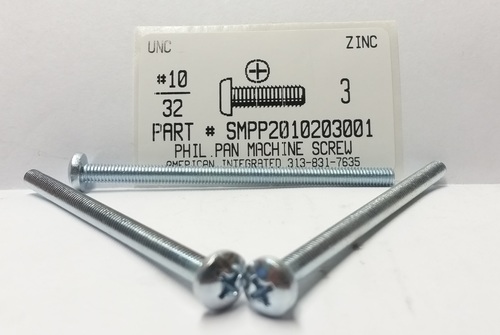 UNC ZINC
#10
32
3
PART # SMPP2010203001
PHIL.PAN MACHINE SCREW
AMERICAN INTEGRATED 313-831-7635